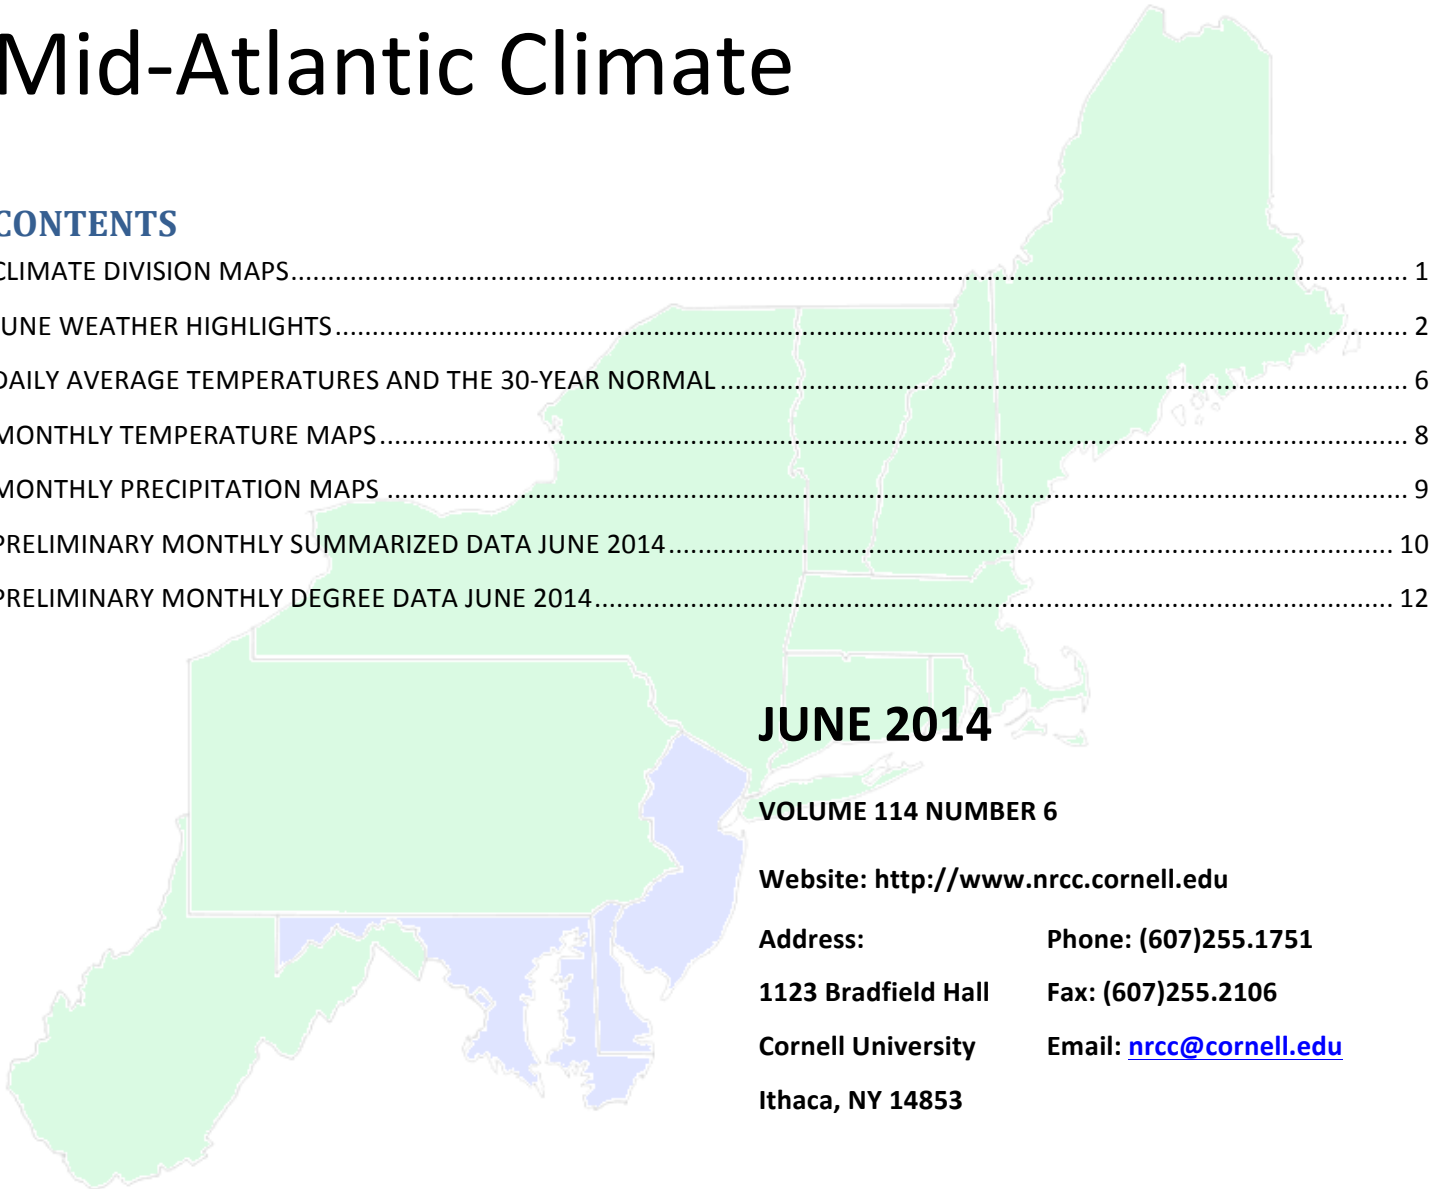 Mid-Atlantic Climate
CONTENTS
CLIMATE DIVISION MAPS........................................................................................................ 1
JUNE WEATHER HIGHLIGHTS........................................................................................................ 2
DAILY AVERAGE TEMPERATURES AND THE 30-YEAR NORMAL........................................................................................................ 6
MONTHLY TEMPERATURE MAPS........................................................................................................ 8
MONTHLY PRECIPITATION MAPS ........................................................................................................ 9
PRELIMINARY MONTHLY SUMMARIZED DATA JUNE 2014........................................................................................................ 10
PRELIMINARY MONTHLY DEGREE DATA JUNE 2014........................................................................................................ 12
JUNE 2014
VOLUME 114 NUMBER 6
Website: http://www.nrcc.cornell.edu
Address: Phone: (607)255.1751
1123 Bradfield Hall Fax: (607)255.2106
Cornell University Email: nrcc@cornell.edu
Ithaca, NY 14853